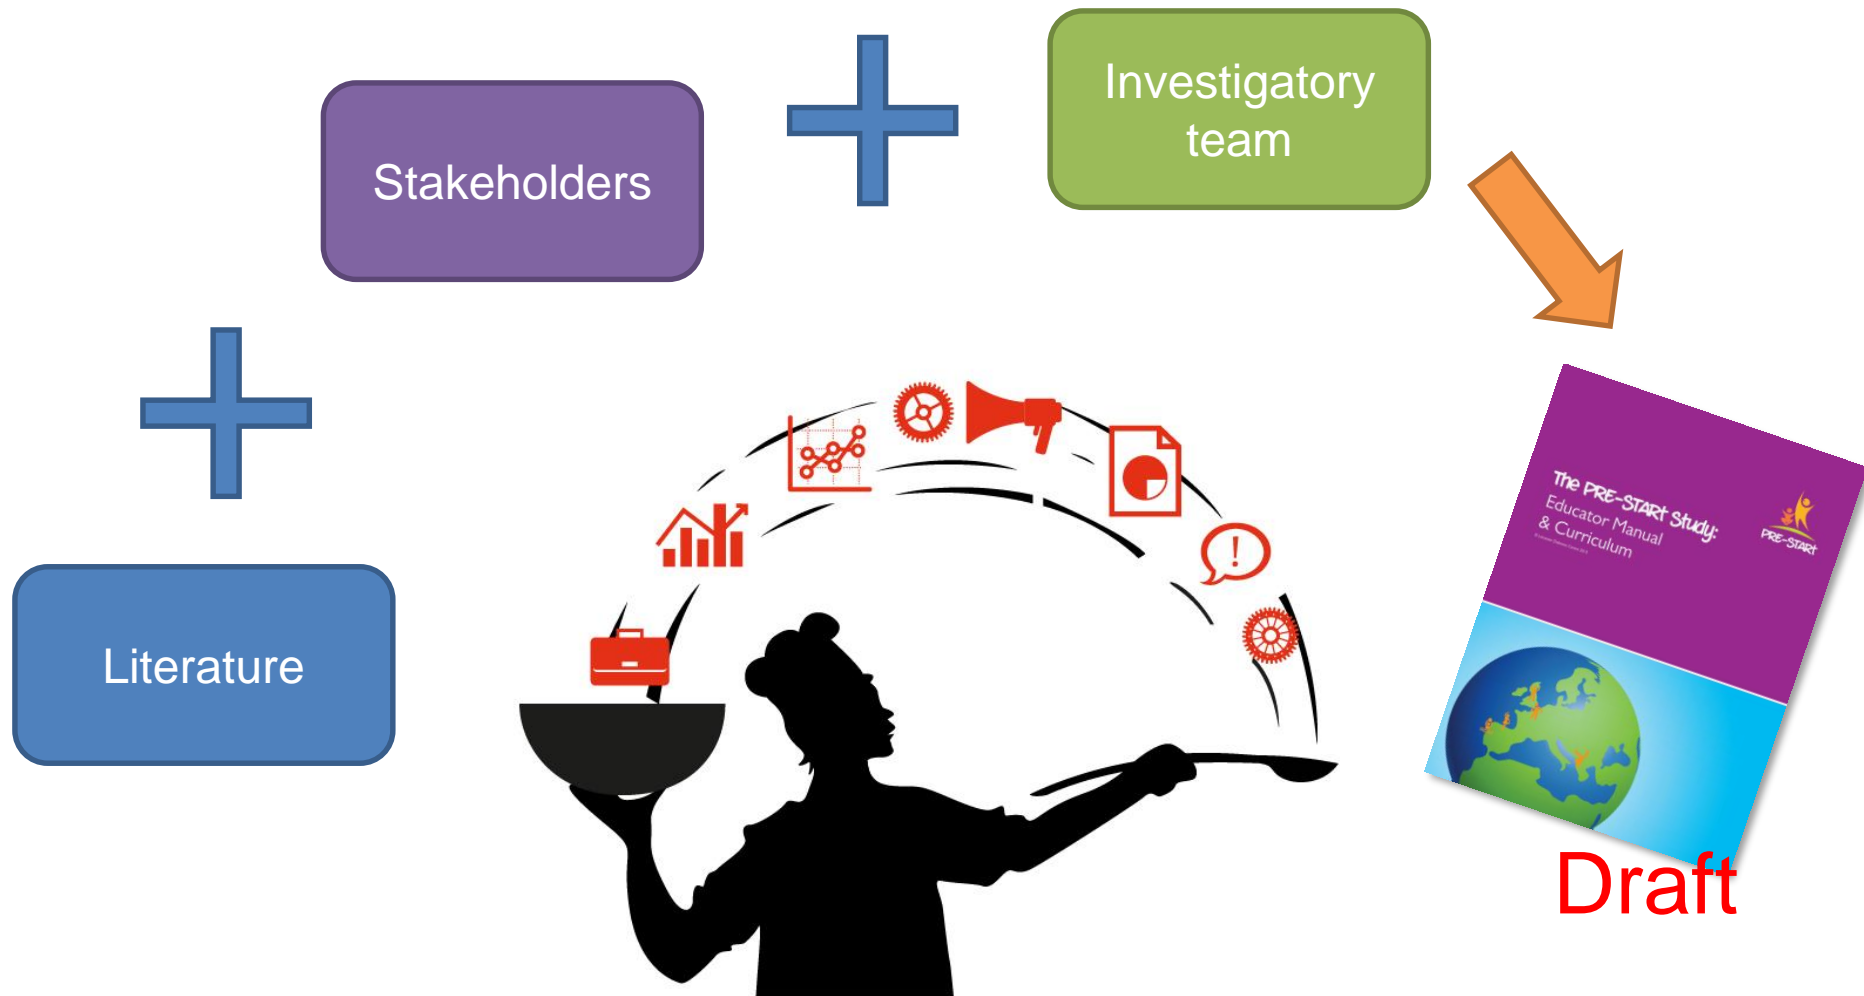 Investigatory
team
Stakeholders
Literature
The PRE-START Study:
Educator Manual
& Curriculum
PRE-START
!
Draft